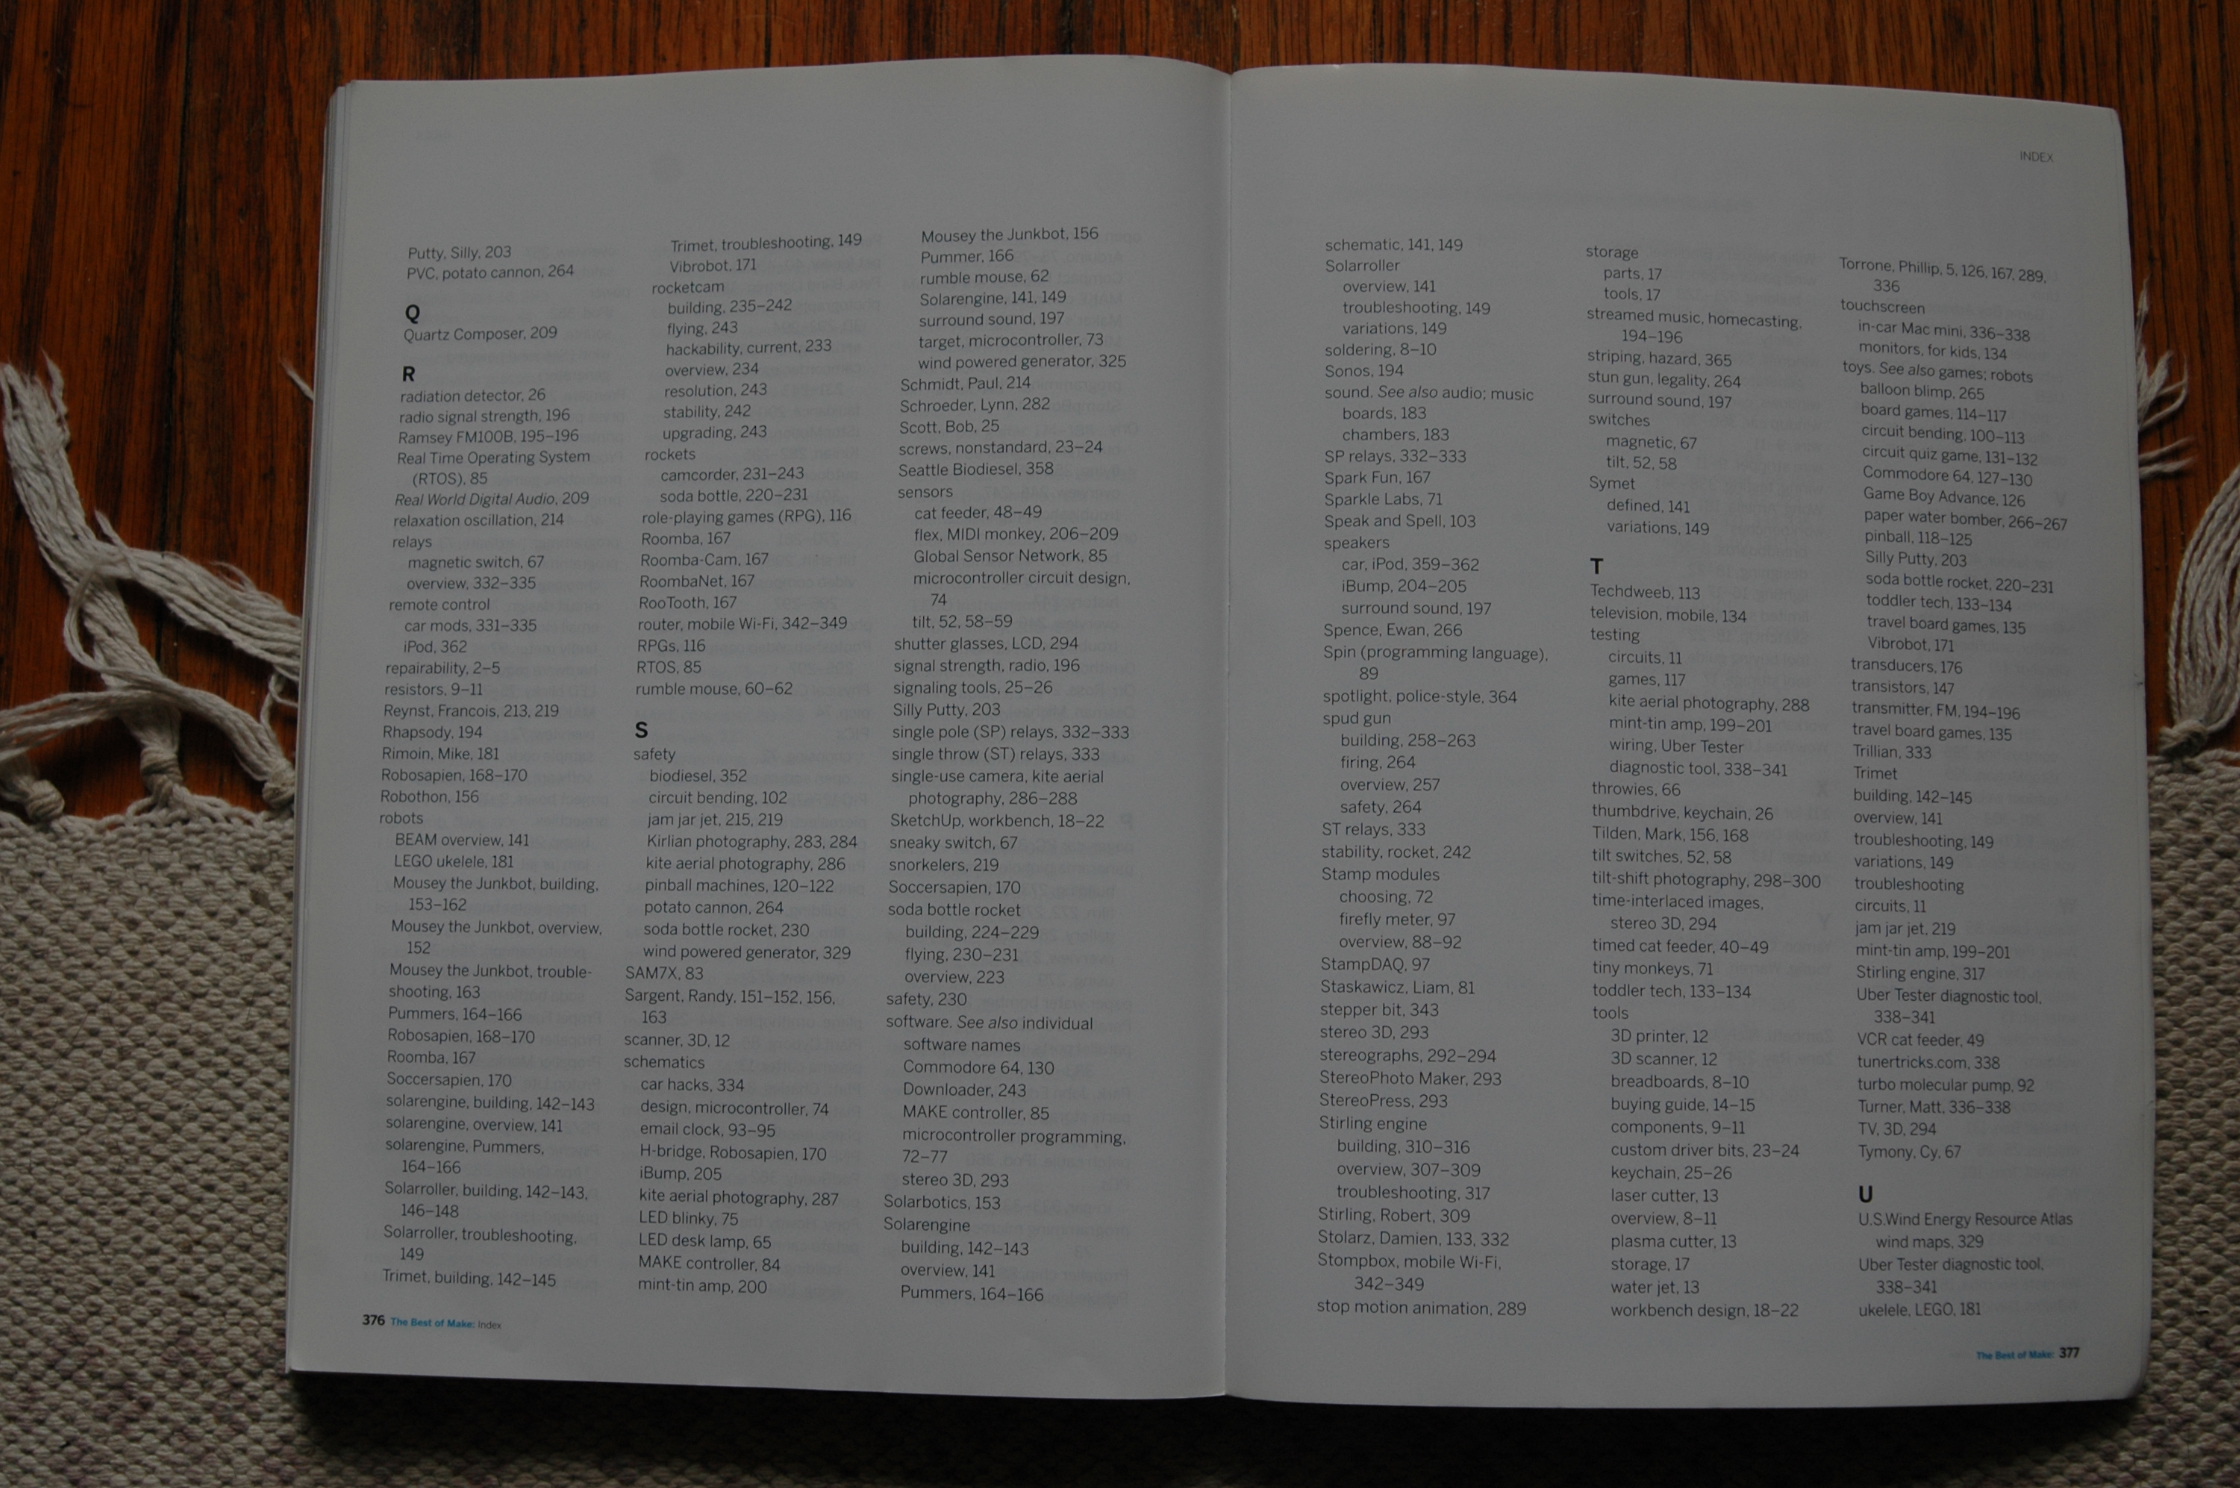 Putty, Silly, 203
PVC, potato cannon, 264
Q
Quartz Composer, 209
R
radiation detector, 26
radio signal strength, 196
Ramsey FM100B, 195–196
Real Time Operating System
(RTOS), 85
Real World Digital Audio, 209
relaxation oscillation, 214
relays
magnetic switch, 67
overview, 332–335
remote control
car mods, 331–335
iPod, 362
repairability, 2–5
resistors, 9–11
Reynst, Francois, 213, 219
Rhapsody, 194
Rimoin, Mike, 181
Robosapien, 168–170
Robothon, 156
robots
BEAM overview, 141
LEGO ukelele, 181
Mousey the Junkbot, building,
153–162
Mousey the Junkbot, overview,
152
Mousey the Junkbot, trouble-
shooting, 163
Pummers, 164–166
Robosapien, 168–170
Roomba, 167
Soccersapien, 170
solarengine, building, 142–143
solarengine, overview, 141
solarengine, Pummers,
164–166
Solarroller, building, 142–143,
146–148
Solarroller, troubleshooting,
149
Trimet, building, 142–145
376 The Best of Make: Index
Trimet, troubleshooting, 149
Vibrobot, 171
rocketcam
building, 235–242
flying, 243
hackability, current, 233
overview, 234
resolution, 243
stability, 242
upgrading, 243
rockets
camcorder, 231–243
soda bottle, 220–231
role-playing games (RPG), 116
Roomba, 167
Roomba-Cam, 167
RoombaNet, 167
RooTooth, 167
router, mobile Wi-Fi, 342–349
RPGs, 116
RTOS, 85
rumble mouse, 60–62
S
safety
biodiesel, 352
circuit bending, 102
jam jar jet, 215, 219
Kirlian photography, 283, 284
kite aerial photography, 286
pinball machines, 120–122
potato cannon, 264
soda bottle rocket, 230
wind powered generator, 329
SAM7X, 83
Sargent, Randy, 151–152, 156,
163
scanner, 3D, 12
schematics
car hacks, 334
design, microcontroller, 74
email clock, 93–95
H-bridge, Robosapien, 170
iBump, 205
kite aerial photography, 287
LED blinky, 75
LED desk lamp, 65
MAKE controller, 84
mint-tin amp, 200
Mousey the Junkbot, 156
Pummer, 166
rumble mouse, 62
Solarengine, 141, 149
surround sound, 197
target, microcontroller, 73
wind powered generator, 325
Schmidt, Paul, 214
Schroeder, Lynn, 282
Scott, Bob, 25
screws, nonstandard, 23–24
Seattle Biodiesel, 358
sensors
cat feeder, 48–49
flex, MIDI monkey, 206–209
Global Sensor Network, 85
microcontroller circuit design,
74
tilt, 52, 58–59
shutter glasses, LCD, 294
signal strength, radio, 196
signaling tools, 25–26
Silly Putty, 203
single pole (SP) relays, 332–333
single throw (ST) relays, 333
single-use camera, kite aerial
photography, 286–288
SketchUp, workbench, 18–22
sneaky switch, 67
snorkelers, 219
Soccersapien, 170
soda bottle rocket
building, 224–229
flying, 230–231
overview, 223
safety, 230
software. See also individual
software names
Commodore 64, 130
Downloader, 243
MAKE controller, 85
microcontroller programming,
72–77
stereo 3D, 293
Solarbotics, 153
Solarengine
building, 142–143
overview, 141
Pummers, 164–166
INDEX
schematic, 141, 149
Solarroller
overview, 141
troubleshooting, 149
variations, 149
soldering, 8–10
Sonos, 194
sound. See also audio; music
boards, 183
chambers, 183
SP relays, 332–333
Spark Fun, 167
Sparkle Labs, 71
Speak and Spell, 103
speakers
car, iPod, 359–362
iBump, 204–205
surround sound, 197
Spence, Ewan, 266
Spin (programming language),
89
spotlight, police-style, 364
spud gun
building, 258–263
firing, 264
overview, 257
safety, 264
ST relays, 333
stability, rocket, 242
Stamp modules
choosing, 72
firefly meter, 97
overview, 88–92
StampDAQ, 97
Staskawicz, Liam, 81
stepper bit, 343
stereo 3D, 293
stereographs, 292–294
StereoPhoto Maker, 293
StereoPress, 293
Stirling engine
building, 310–316
overview, 307–309
troubleshooting, 317
Stirling, Robert, 309
Stolarz, Damien, 133, 332
Stompbox, mobile Wi-Fi,
342–349
stop motion animation, 289
storage
parts, 17
tools, 17
streamed music, homecasting,
194–196
striping, hazard, 365
stun gun, legality, 264
surround sound, 197
switches
magnetic, 67
tilt, 52, 58
Symet
defined, 141
variations, 149
T
Techdweeb, 113
television, mobile, 134
testing
circuits, 11
games, 117
kite aerial photography, 288
mint-tin amp, 199–201
wiring, Uber Tester
diagnostic tool, 338–341
throwies, 66
thumbdrive, keychain, 26
Tilden, Mark, 156, 168
tilt switches, 52, 58
tilt-shift photography, 298–300
time-interlaced images,
stereo 3D, 294
timed cat feeder, 40–49
tiny monkeys, 71
toddler tech, 133–134
tools
3D printer, 12
3D scanner, 12
breadboards, 8–10
buying guide, 14–15
components, 9–11
custom driver bits, 23–24
keychain, 25–26
laser cutter, 13
overview, 8–11
plasma cutter, 13
storage, 17
water jet, 13
workbench design, 18–22
Torrone, Phillip, 5, 126, 167, 289,
336
touchscreen
in-car Mac mini, 336–338
monitors, for kids, 134
toys. See also games; robots
balloon blimp, 265
board games, 114–117
circuit bending, 100–113
circuit quiz game, 131–132
Commodore 64, 127–130
Game Boy Advance, 126
paper water bomber, 266–267
pinball, 118–125
Silly Putty, 203
soda bottle rocket, 220–231
toddler tech, 133–134
travel board games, 135
Vibrobot, 171
transducers, 176
transistors, 147
transmitter, FM, 194–196
travel board games, 135
Trillian, 333
Trimet
building, 142–145
overview, 141
troubleshooting, 149
variations, 149
troubleshooting
circuits, 11
jam jar jet, 219
mint-tin amp, 199–201
Stirling engine, 317
Uber Tester diagnostic tool,
338–341
VCR cat feeder, 49
tunertricks.com, 338
turbo molecular pump, 92
Turner, Matt, 336–338
TV, 3D, 294
Tymony, Cy, 67
U
U.S. Wind Energy Resource Atlas
wind maps, 329
Uber Tester diagnostic tool,
338–341
ukelele, LEGO, 181
The Best of Make: 377